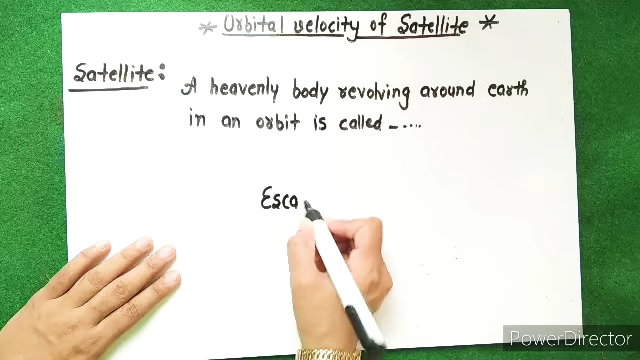 * Orbital velocity of Satellite *
Satellite:
A heavenly body revolving around earth
in an orbit is called -....
Esca
PowerDirector